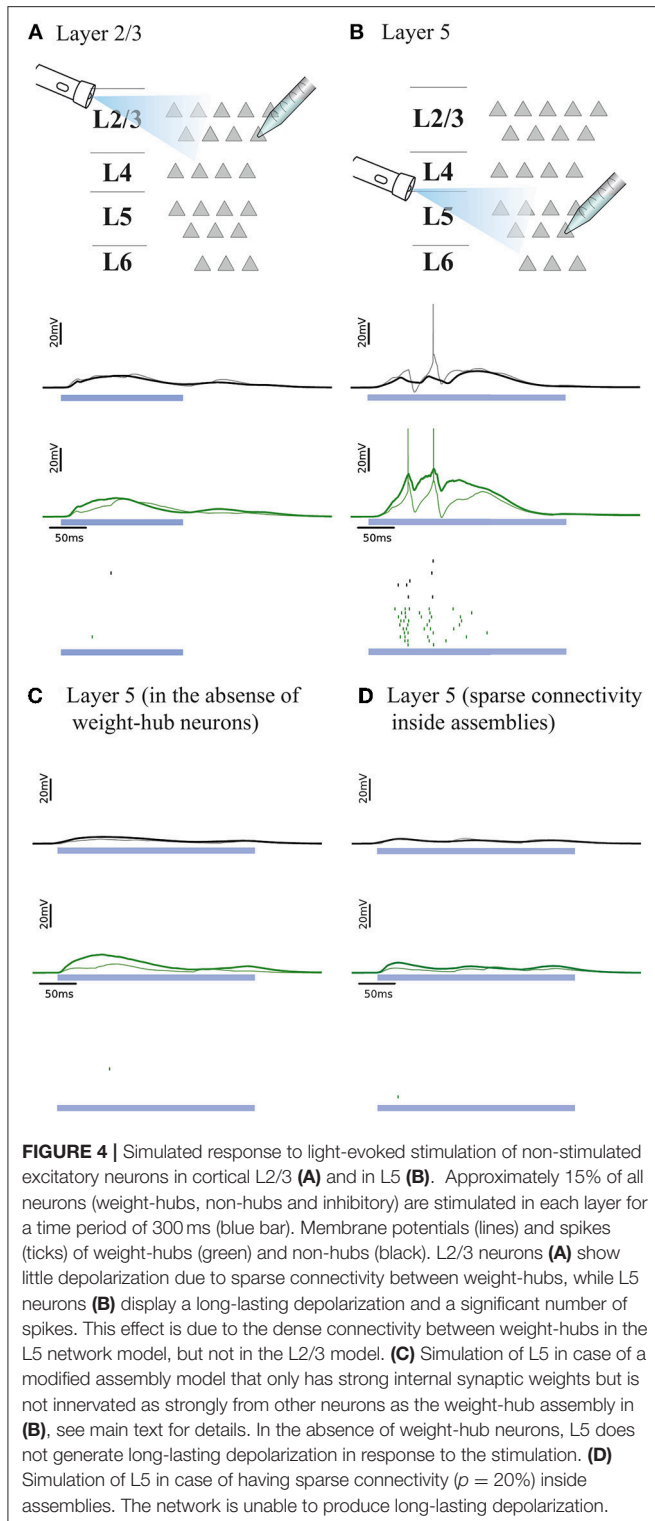 A Layer 2/3
B Layer 5
L2/3
L4
L5
L6
L2/3
L4
L5
L6
20mV
20mV
20mV
20mV
50ms
50ms
C Layer 5 (in the absense of
weight-hub neurons)
D Layer 5 (sparse connectivity
inside assemblies)
20mV
20mV
20mV
20mV
50ms
50ms
FIGURE 4 | Simulated response to light-evoked stimulation of non-stimulated
excitatory neurons in cortical L2/3 (A) and in L5 (B). Approximately 15% of all
neurons (weight-hubs, non-hubs and inhibitory) are stimulated in each layer for
a time period of 300 ms (blue bar). Membrane potentials (lines) and spikes
(ticks) of weight-hubs (green) and non-hubs (black). L2/3 neurons (A) show
little depolarization due to sparse connectivity between weight-hubs, while L5
neurons (B) display a long-lasting depolarization and a significant number of
spikes. This effect is due to the dense connectivity between weight-hubs in the
L5 network model, but not in the L2/3 model. (C) Simulation of L5 in case of a
modified assembly model that only has strong internal synaptic weights but is
not innervated as strongly from other neurons as the weight-hub assembly in
(B), see main text for details. In the absence of weight-hub neurons, L5 does
not generate long-lasting depolarization in response to the stimulation. (D)
Simulation of L5 in case of having sparse connectivity (p = 20%) inside
assemblies. The network is unable to produce long-lasting depolarization.